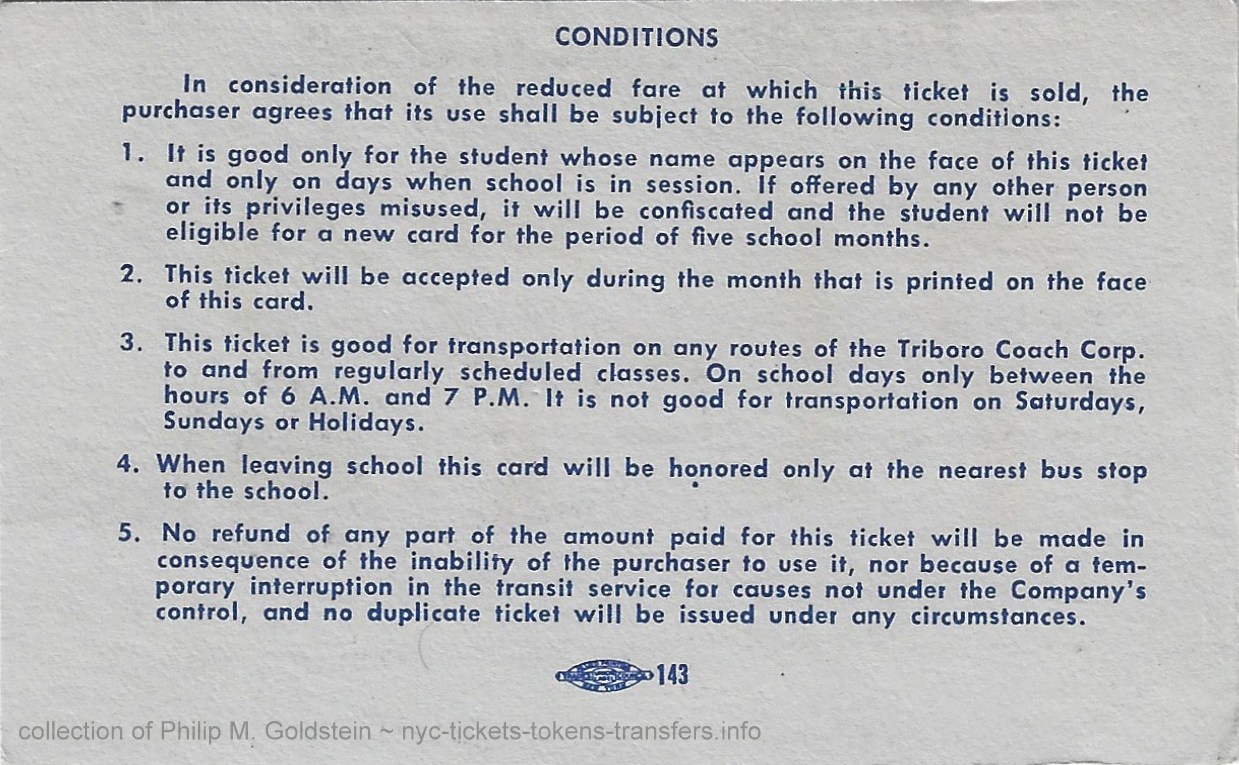 CONDITIONS
In consideration of the reduced fare at which this ticket is sold, the
purchaser agrees that its use shall be subject to the following conditions:
1. It is good only for the student whose name appears on the face of this ticket
and only on days when school is in session. If offered by any other person
or its privileges misused, it will be confiscated and the student will not be
eligible for a new card for the period of five school months.
2. This ticket will be accepted only during the month that is printed on the face
of this card.
3. This ticket is good for transportation on any routes of the Triboro Coach Corp.
to and from regularly scheduled classes. On school days only between the
hours of 6 A.M. and 7 P.M. It is not good for transportation on Saturdays,
Sundays or Holidays.
4. When leaving school this card will be honored only at the nearest bus stop
to the school.
5. No refund of any part of the amount paid for this ticket will be made in
consequence of the inability of the purchaser to use it, nor because of a tem-
porary interruption in the transit service for causes not under the Company's
control, and no duplicate ticket will be issued under any circumstances.
143
collection of Philip M. Goldstein ~ nyc-tickets-tokens-transfers.info